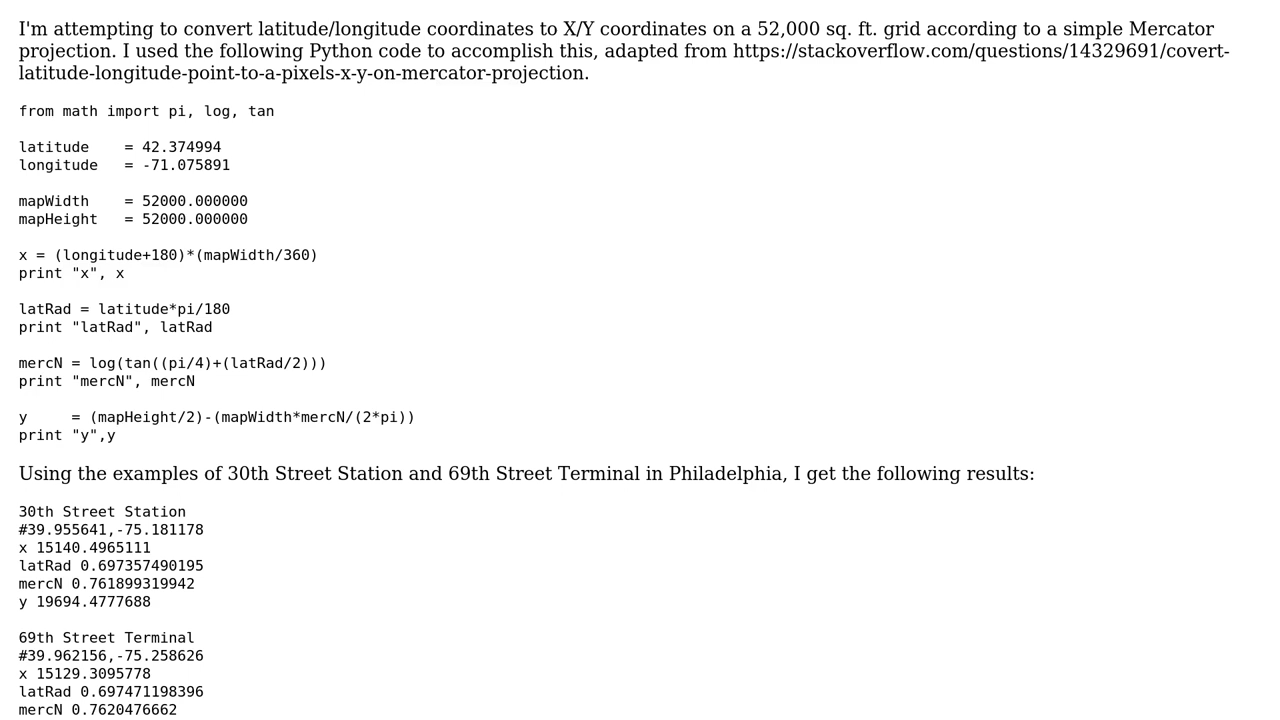 I'm attempting to convert latitude/longitude coordinates to X/Y coordinates on a 52,000 sq. ft. grid according to a simple Mercator
projection. I used the following Python code to accomplish this, adapted from https://stackoverflow.com/questions/14329691/covert-
latitude-longitude-point-to-a-pixels-x-y-on-mercator-projection.
from math import pi, log, tan
latitude    = 42.374994
longitude   = -71.075891
mapWidth    = 52000.000000
mapHeight   = 52000.000000
x = (longitude+180)*(mapWidth/360)
print "x", x
latRad = latitude*pi/180
print "latRad", latRad
mercN = log(tan((pi/4)+(latRad/2)))
print "mercN", mercN
y     = (mapHeight/2)-(mapWidth*mercN/(2*pi))
print "y",y
Using the examples of 30th Street Station and 69th Street Terminal in Philadelphia, I get the following results:
30th Street Station
#39.955641,-75.181178
x 15140.4965111
latRad 0.697357490195
mercN 0.761899319942
y 19694.4777688
69th Street Terminal
#39.962156,-75.258626
x 15129.3095778
latRad 0.697471198396
mercN 0.7620476662